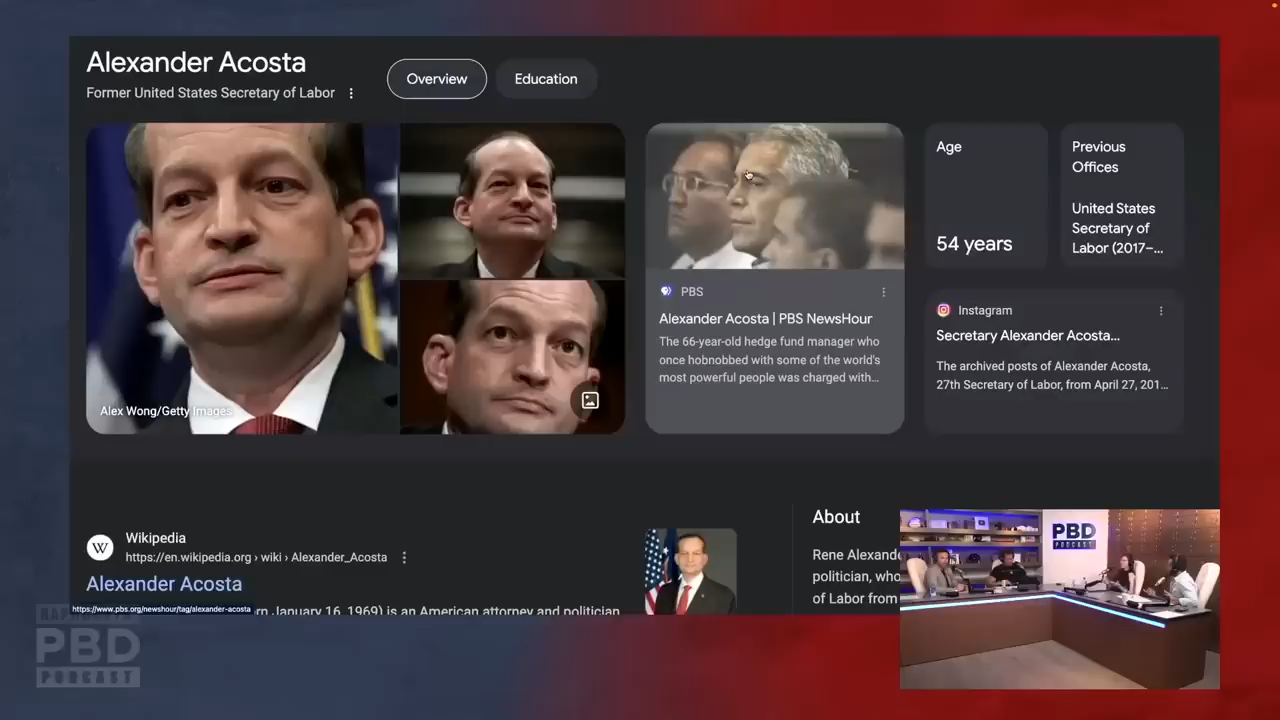 Alexander Acosta
Former United States Secretary of Labor
Overview
Education
Alex Wong/Getty Images
PBS
Alexander Acosta | PBS NewsHour
The 66-year-old hedge fund manager who
once hobnobbed with some of the world's
most powerful people was charged with...
Age
54 years
Previous
Offices
United States
Secretary of
Labor (2017–...
Instagram
Secretary Alexander Acosta...
The archived posts of Alexander Acosta,
27th Secretary of Labor, from April 27, 201...
W
Wikipedia
https://en.wikipedia.org › wiki › Alexander_Acosta
Alexander Acosta
https://www.pbs.org/newshour/tag/alexander-acosta
January 16, 1969) is an American attorney and politician
About
Rene Alexand
politician, who
of Labor from
PBD
PODCAST
PBD
PODCAST